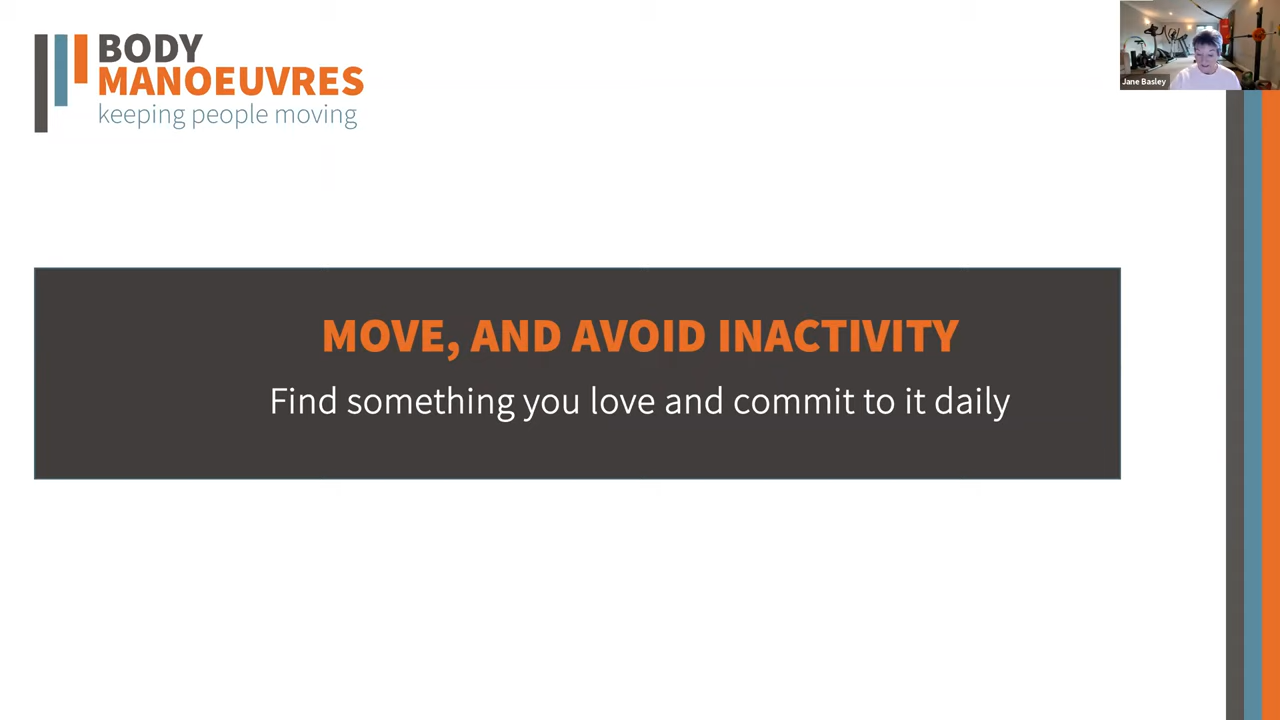 BODY
MANOEUVRES
keeping people moving
Jane Basley
MOVE, AND AVOID INACTIVITY
Find something you love and commit to it daily